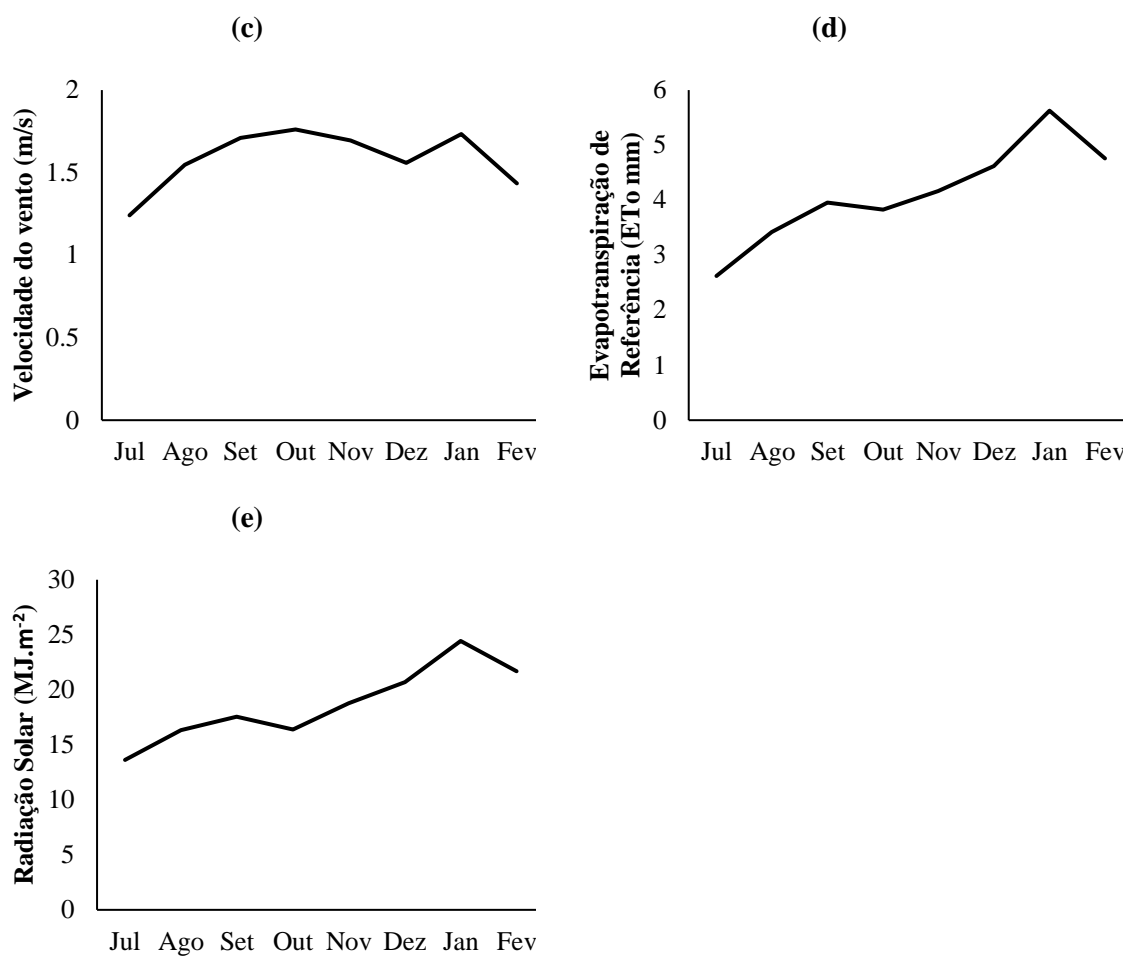 (c)
Velocidade do vento (m/s)
2
1.5
1
0.5
0
Jul Ago Set Out Nov Dez Jan Fev
(d)
Evapotranspiração de
Referência (ETo mm)
6
5
4
3
2
1
0
Jul Ago Set Out Nov Dez Jan Fev
(e)
Radiação Solar (MJ.m⁻²)
30
25
20
15
10
5
0
Jul Ago Set Out Nov Dez Jan Fev